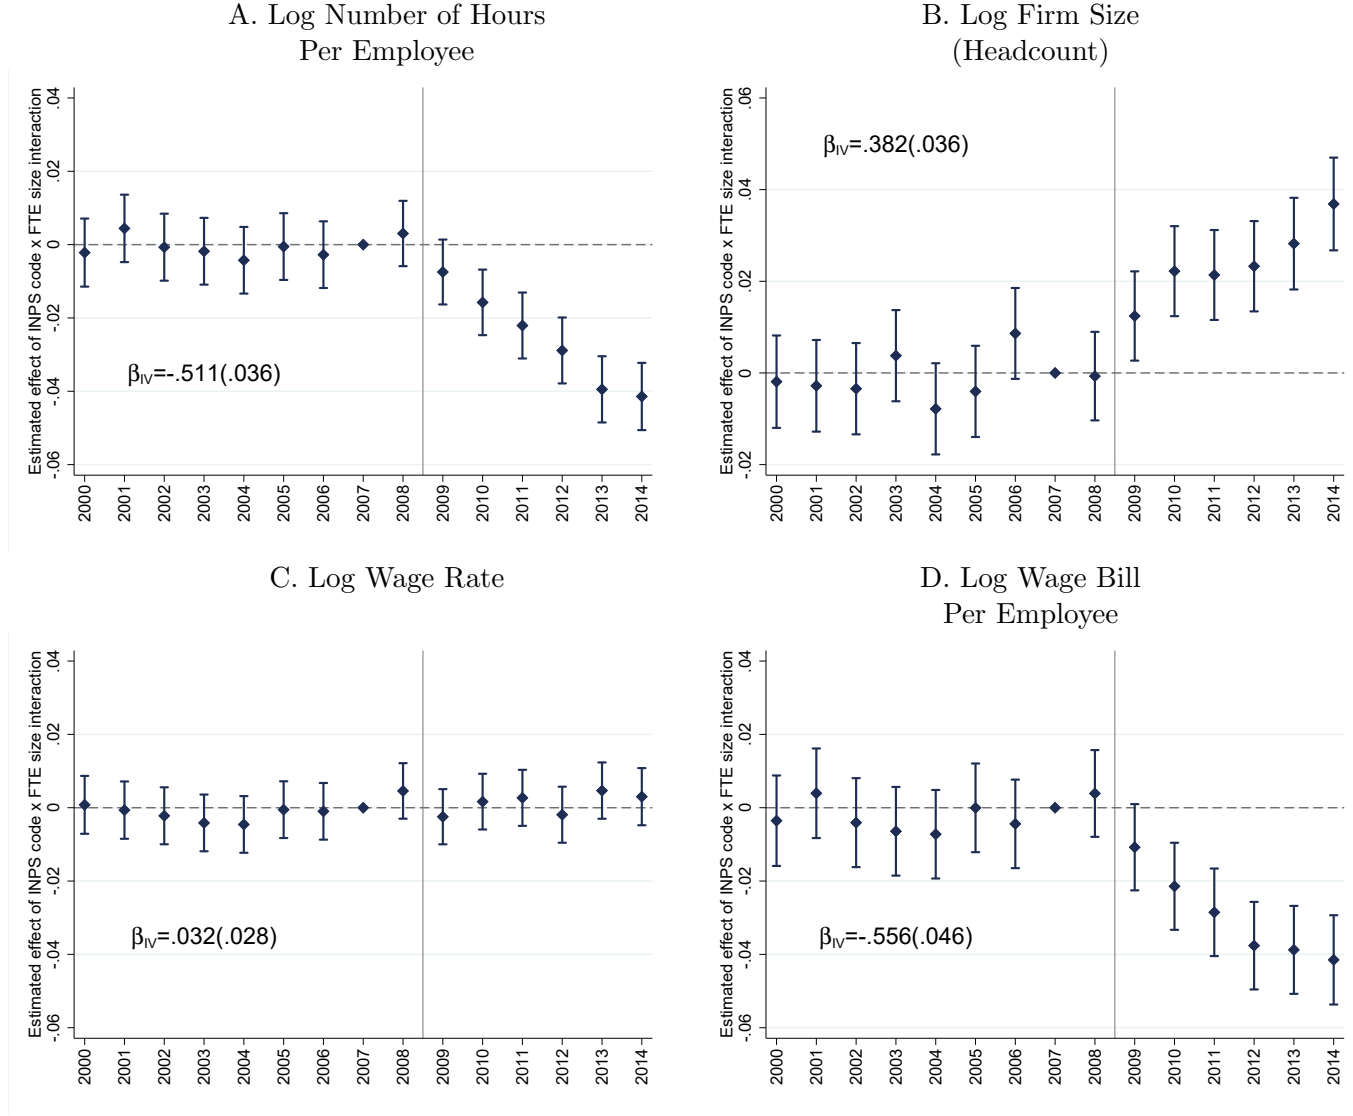 A. Log Number of Hours
Per Employee
Estimated effect of INPS code x FTE size interaction
.04
.02
0
-.02
-.04
-.06
βIV=-.511(.036)
2000 2001 2002 2003 2004 2005 2006 2007 2008 2009 2010 2011 2012 2013 2014
B. Log Firm Size
(Headcount)
Estimated effect of INPS code x FTE size interaction
.06
.04
.02
0
-.02
βIV=.382(.036)
2000 2001 2002 2003 2004 2005 2006 2007 2008 2009 2010 2011 2012 2013 2014
C. Log Wage Rate
Estimated effect of INPS code x FTE size interaction
.04
.02
0
-.02
-.04
-.06
βIV=.032(.028)
2000 2001 2002 2003 2004 2005 2006 2007 2008 2009 2010 2011 2012 2013 2014
D. Log Wage Bill
Per Employee
Estimated effect of INPS code x FTE size interaction
.04
.02
0
-.02
-.04
-.06
βIV=-.556(.046)
2000 2001 2002 2003 2004 2005 2006 2007 2008 2009 2010 2011 2012 2013 2014